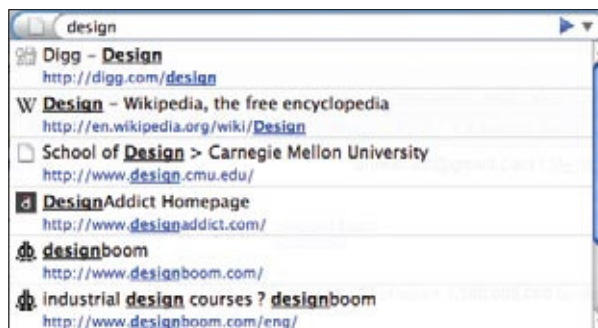 design
Digg – Design
http://digg.com/design
Design – Wikipedia, the free encyclopedia
http://en.wikipedia.org/wiki/Design
School of Design > Carnegie Mellon University
http://www.design.cmu.edu/
DesignAddict Homepage
http://www.designaddict.com/
designboom
http://www.designboom.com/
industrial design courses ? designboom
http://www.designboom.com/eng/